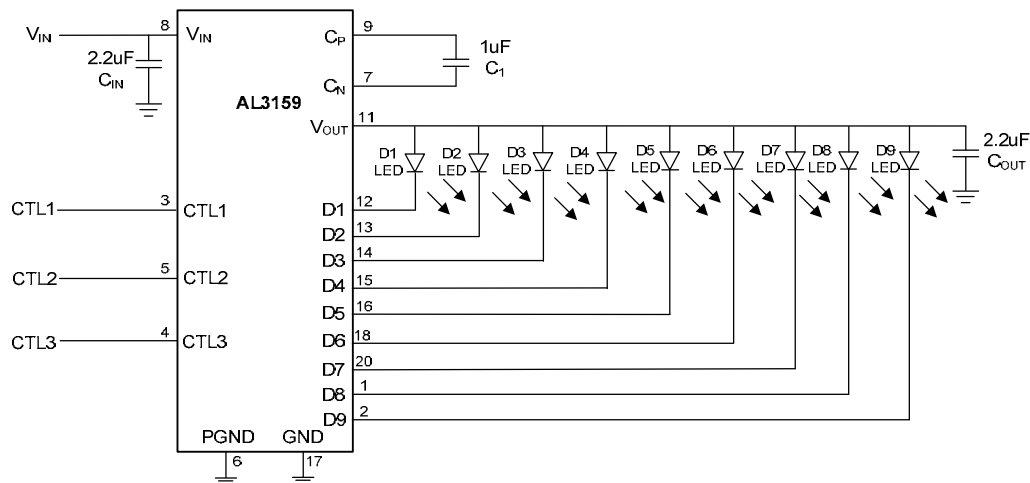 8
9
VIN
VIN
CP
1uF
C1
2.2uF
CIN
7
CN
AL3159
11
VOUT
D1
LED
D2
LED
D3
LED
D4
LED
D5
LED
D6
LED
D7
LED
D8
LED
D9
LED
2.2uF
COUT
CTL1
3
CTL1
D1
12
D2
13
D3
14
CTL2
5
CTL2
D4
15
D5
16
CTL3
4
CTL3
D6
18
D7
20
D8
1
D9
2
PGND
GND
6
17